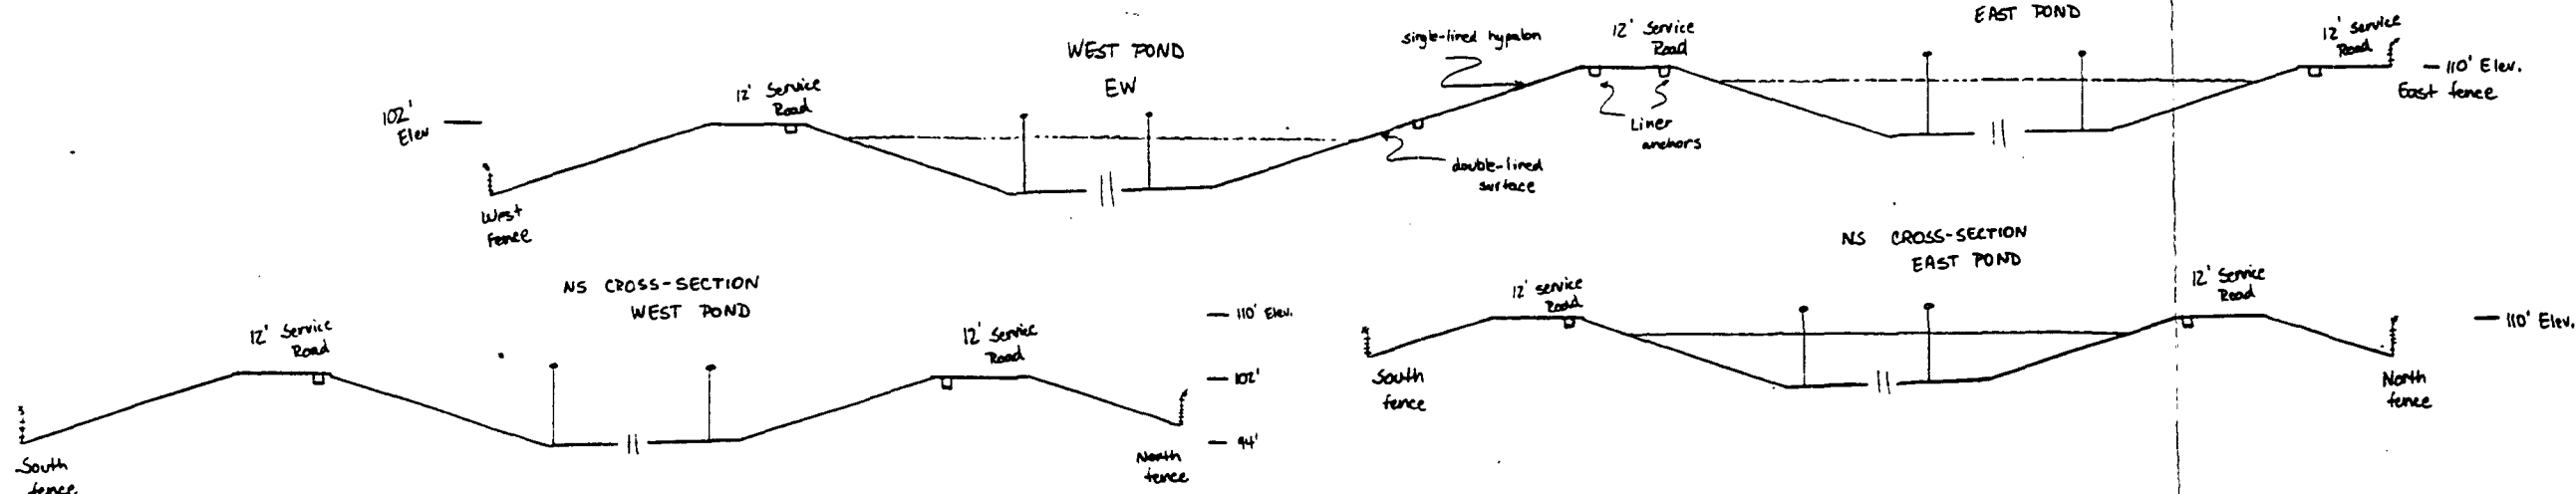 EAST POND
12' Service
Road
110' Elev.
East fence
12' Service
Road
single-lined hypalon
WEST POND
EW
12' Service
Road
102'
Elev
Liner
anchors
double-lined
surface
West
fence
NS CROSS-SECTION
WEST POND
12' Service
Road
12' Service
Road
110' Elev.
102'
94'
South
fence
North
fence
NS CROSS-SECTION
EAST POND
12' Service
Road
12' Service
Road
110' Elev.
South
fence
North
fence